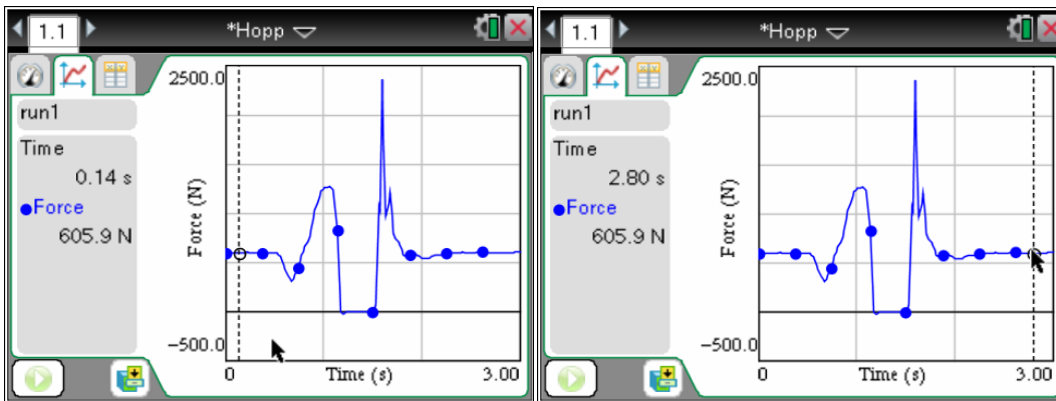 1.1 *Hopp
run1
Time
0.14 s
Force
605.9 N
2500.0
Force (N)
-500.0
0 Time (s) 3.00
1.1 *Hopp
run1
Time
2.80 s
Force
605.9 N
2500.0
Force (N)
-500.0
0 Time (s) 3.00